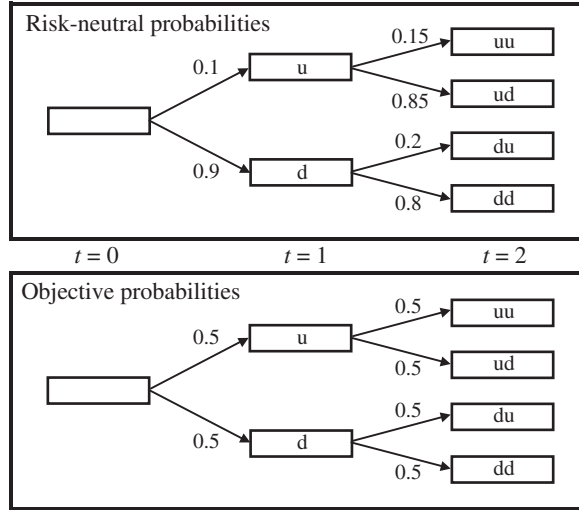 Risk-neutral probabilities
0.15
uu
0.1
u
0.85
ud
0.2
du
0.9
d
0.8
dd
t = 0
t = 1
t = 2
Objective probabilities
0.5
uu
0.5
u
0.5
ud
0.5
du
0.5
d
0.5
dd